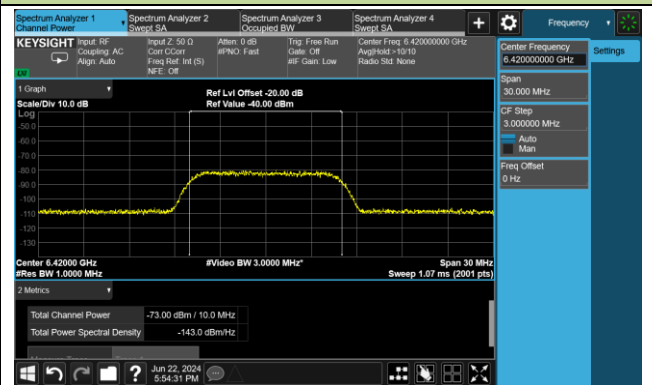 Spectrum Analyzer 1
Channel Power
Spectrum Analyzer 2
Swept SA
Spectrum Analyzer 3
Occupied BW
Spectrum Analyzer 4
Swept SA
+
Frequency
KEYSIGHT
Input: RF
Coupling: AC
Align: Auto
Input Z: 50 Ω
Corr CCorr
Freq Ref: Int (S)
NFE: Off
Atten: 0 dB
#PNO: Fast
Trig: Free Run
Gate: Off
#IF Gain: Low
Center Freq: 6.420000000 GHz
Avg|Hold:>10/10
Radio Std: None
LXI
Center Frequency
6.420000000 GHz
Settings
Span
30.000 MHz
CF Step
3.000000 MHz
Auto
Man
Freq Offset
0 Hz
1 Graph
Scale/Div 10.0 dB
Ref Lvl Offset -20.00 dB
Ref Value -40.00 dBm
Log
-50.0
-60.0
-70.0
-80.0
-90.0
-100
-110
-120
-130
Center 6.42000 GHz
#Video BW 3.0000 MHz*
Span 30 MHz
#Res BW 1.0000 MHz
Sweep 1.07 ms (2001 pts)
2 Metrics
Total Channel Power -73.00 dBm / 10.0 MHz
Total Power Spectral Density -143.0 dBm/Hz
?
Jun 22, 2024
5:54:31 PM